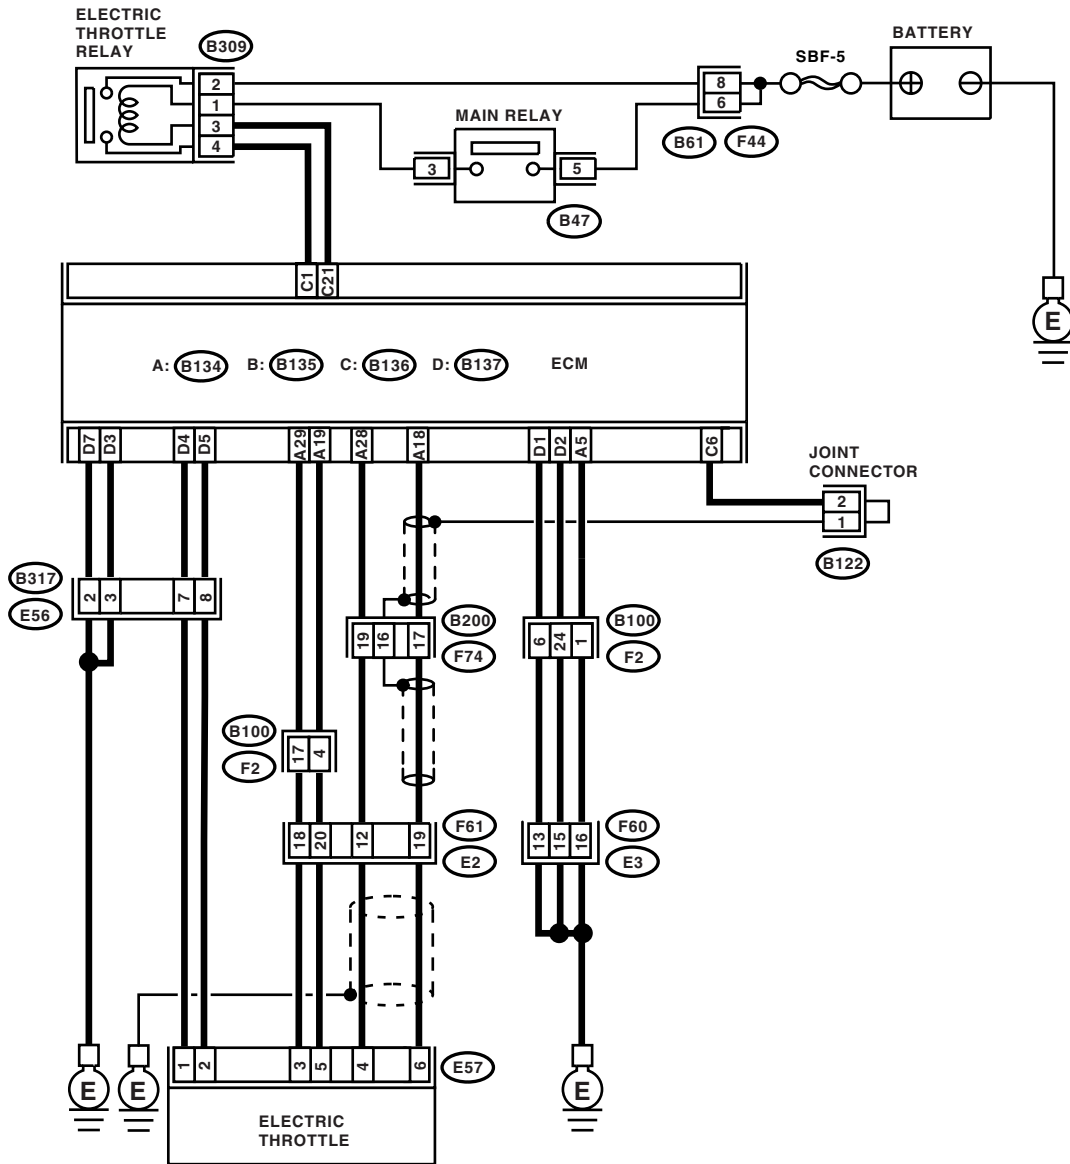 ELECTRIC
THROTTLE
RELAY
B309
2
1
3
4
MAIN RELAY
3
5
B47
8
6
B61
F44
SBF-5
BATTERY
E
C1
C21
A: B134 B: B135 C: B136 D: B137 ECM
D7
D3
D4
D5
A29
A19
A28
A18
D1
D2
A5
C6
JOINT
CONNECTOR
2
1
B122
B317
E56
2
3
7
8
19
16
17
B200
F74
6
24
1
B100
F2
B100
F2
17
4
18
20
12
19
F61
E2
13
15
16
F60
E3
E
E
1
2
3
5
4
6
E57
E
ELECTRIC
THROTTLE